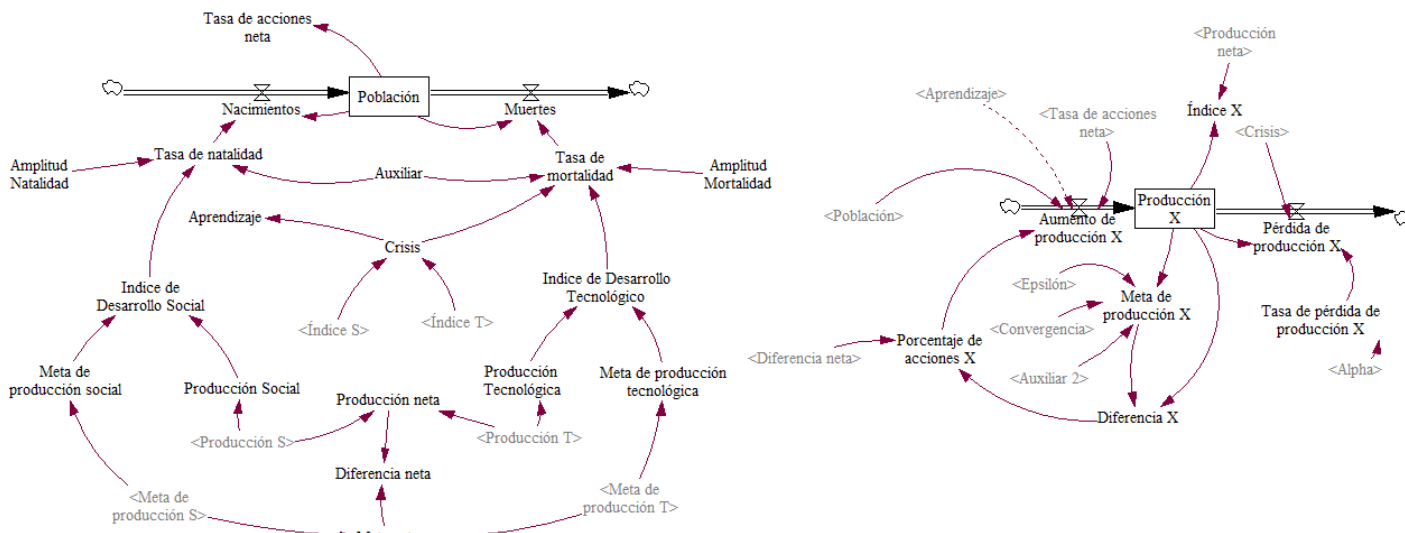 Tasa de acciones
neta
Población
Nacimientos
Muertes
Amplitud
Natalidad
Tasa de natalidad
Auxiliar
Tasa de
mortalidad
Amplitud
Mortalidad
Aprendizaje
Crisis
Indice de
Desarrollo Social
Indice de Desarrollo
Tecnológico
<Índice S>
<Índice T>
Meta de
producción social
Producción Social
Producción neta
Producción
Tecnológica
Meta de producción
tecnológica
<Producción S>
<Producción T>
Diferencia neta
<Meta de
producción S>
<Meta de
producción T>
<Producción
neta>
<Aprendizaje>
<Tasa de acciones
neta>
Índice X
<Crisis>
<Población>
Aumento de
producción X
Producción
X
Pérdida de
producción X
<Epsilón>
Meta de
producción X
<Convergencia>
Tasa de pérdida de
producción X
<Diferencia neta>
Porcentaje de
acciones X
<Auxiliar 2>
<Alpha>
Diferencia X